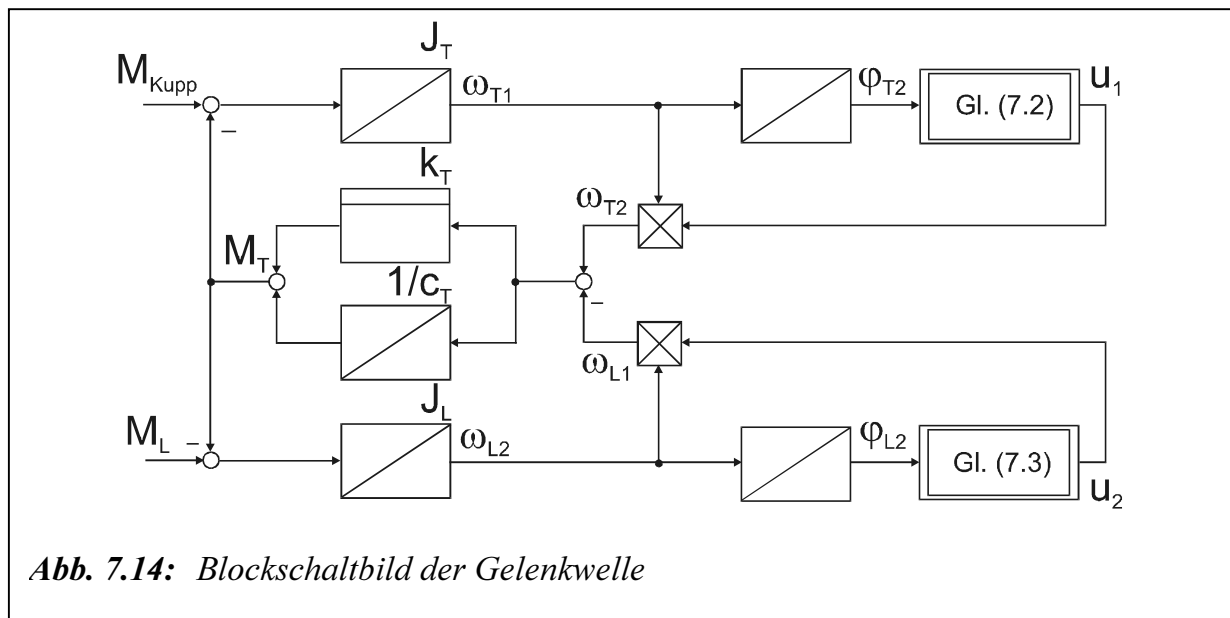 J_T
M_Kupp
ω_T1
φ_T2
Gl. (7.2)
u_1
–
k_T
ω_T2
M_T
1/c_T
–
ω_L1
J_L
M_L
–
ω_L2
φ_L2
Gl. (7.3)
u_2
Abb. 7.14: Blockschaltbild der Gelenkwelle